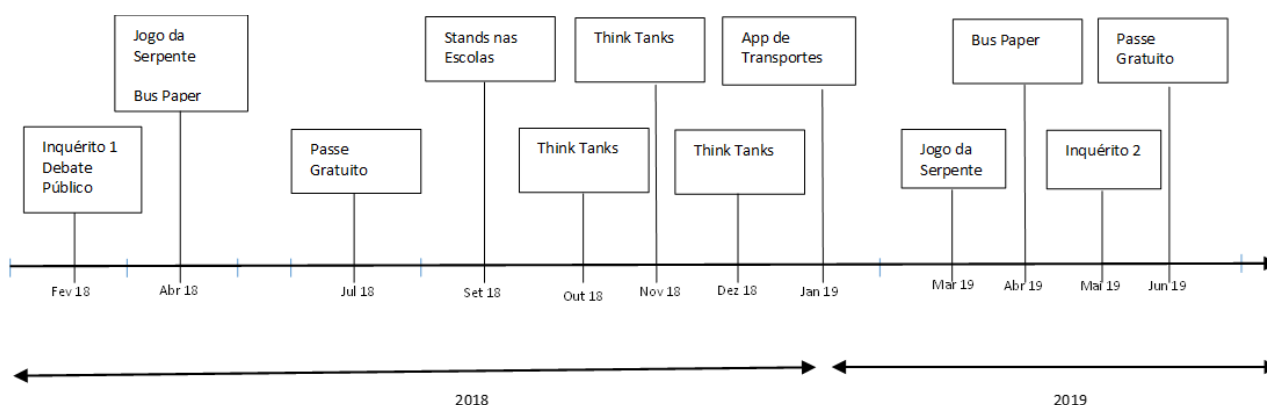 Jogo da
Serpente
Bus Paper
Stands nas
Escolas
Think Tanks
App de
Transportes
Bus Paper
Passe
Gratuito
Inquérito 1
Debate
Público
Passe
Gratuito
Think Tanks
Think Tanks
Jogo da
Serpente
Inquérito 2
Fev 18
Abr 18
Jul 18
Set 18
Out 18
Nov 18
Dez 18
Jan 19
Mar 19
Abr 19
Mai 19
Jun 19
2018
2019